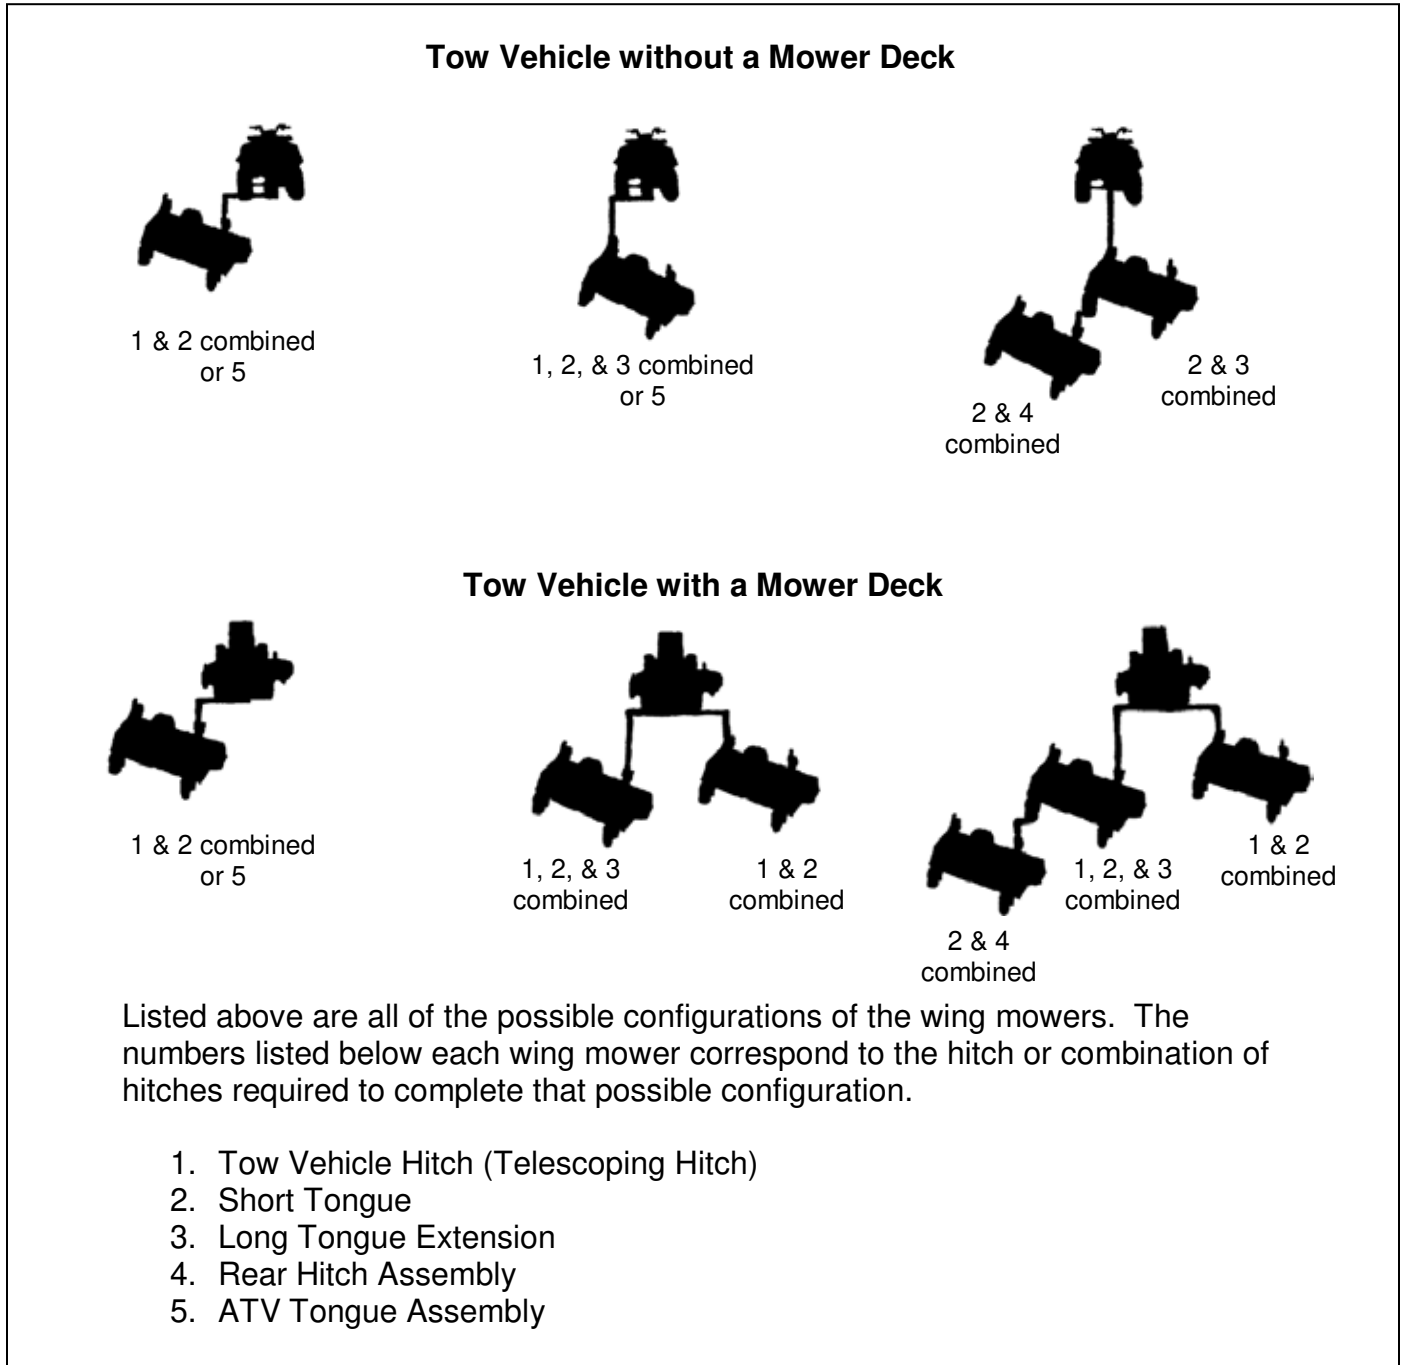 Tow Vehicle without a Mower Deck
1 & 2 combined
or 5
1, 2, & 3 combined
or 5
2 & 4
combined
2 & 3
combined
Tow Vehicle with a Mower Deck
1 & 2 combined
or 5
1, 2, & 3
combined
1 & 2
combined
2 & 4
combined
1, 2, & 3
combined
1 & 2
combined
Listed above are all of the possible configurations of the wing mowers.  The
numbers listed below each wing mower correspond to the hitch or combination of
hitches required to complete that possible configuration.
1. Tow Vehicle Hitch (Telescoping Hitch)
2. Short Tongue
3. Long Tongue Extension
4. Rear Hitch Assembly
5. ATV Tongue Assembly